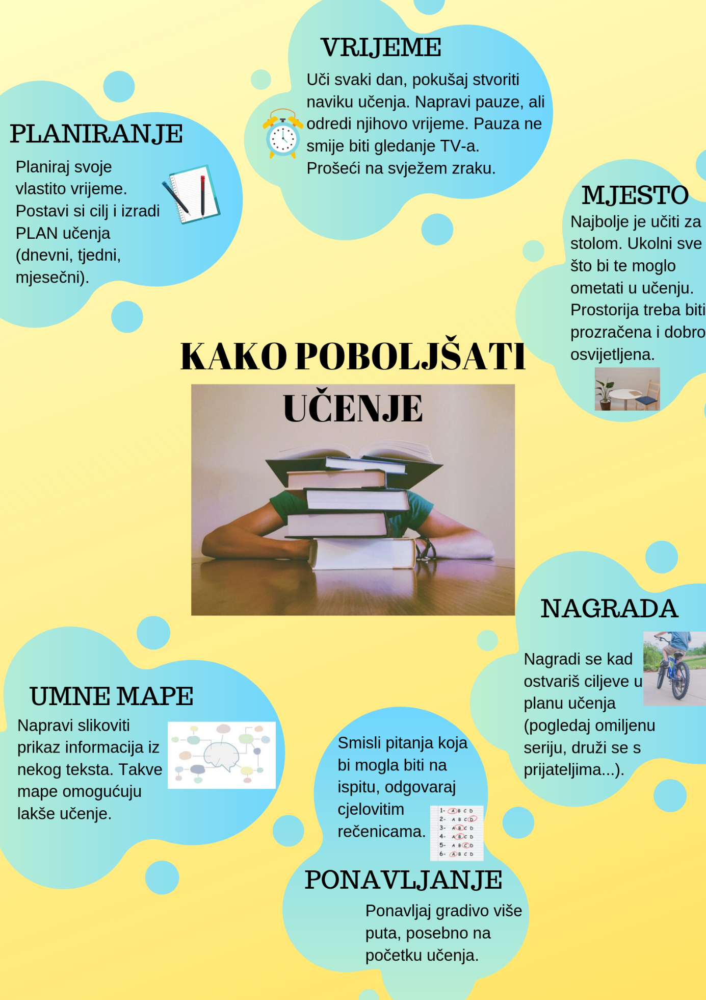 VRIJEME
Uči svaki dan, pokušaj stvoriti
naviku učenja. Napravi pauze, ali
odredi njihovo vrijeme. Pauza ne
smije biti gledanje TV-a.
Prošeći na svježem zraku.
PLANIRANJE
Planiraj svoje
vlastito vrijeme.
Postavi si cilj i izradi
PLAN učenja
(dnevni, tjedni,
mjesečni).
MJESTO
Najbolje je učiti za
stolom. Ukolni sve
što bi te moglo
ometati u učenju.
Prostorija treba biti
prozračena i dobro
osvijetljena.
KAKO POBOLJŠATI
UČENJE
NAGRADA
Nagradi se kad
ostvariš ciljeve u
planu učenja
(pogledaj omiljenu
seriju, druži se s
prijateljima...).
UMNE MAPE
Napravi slikoviti
prikaz informacija iz
nekog teksta. Takve
mape omogućuju
lakše učenje.
Smisli pitanja koja
bi mogla biti na
ispitu, odgovaraj
cjelovitim
rečenicama.
1- A B C D
2- A B C D
3- A B C D
4- A B C D
5- A B C D
6- A B C D
PONAVLJANJE
Ponavljaj gradivo više
puta, posebno na
početku učenja.